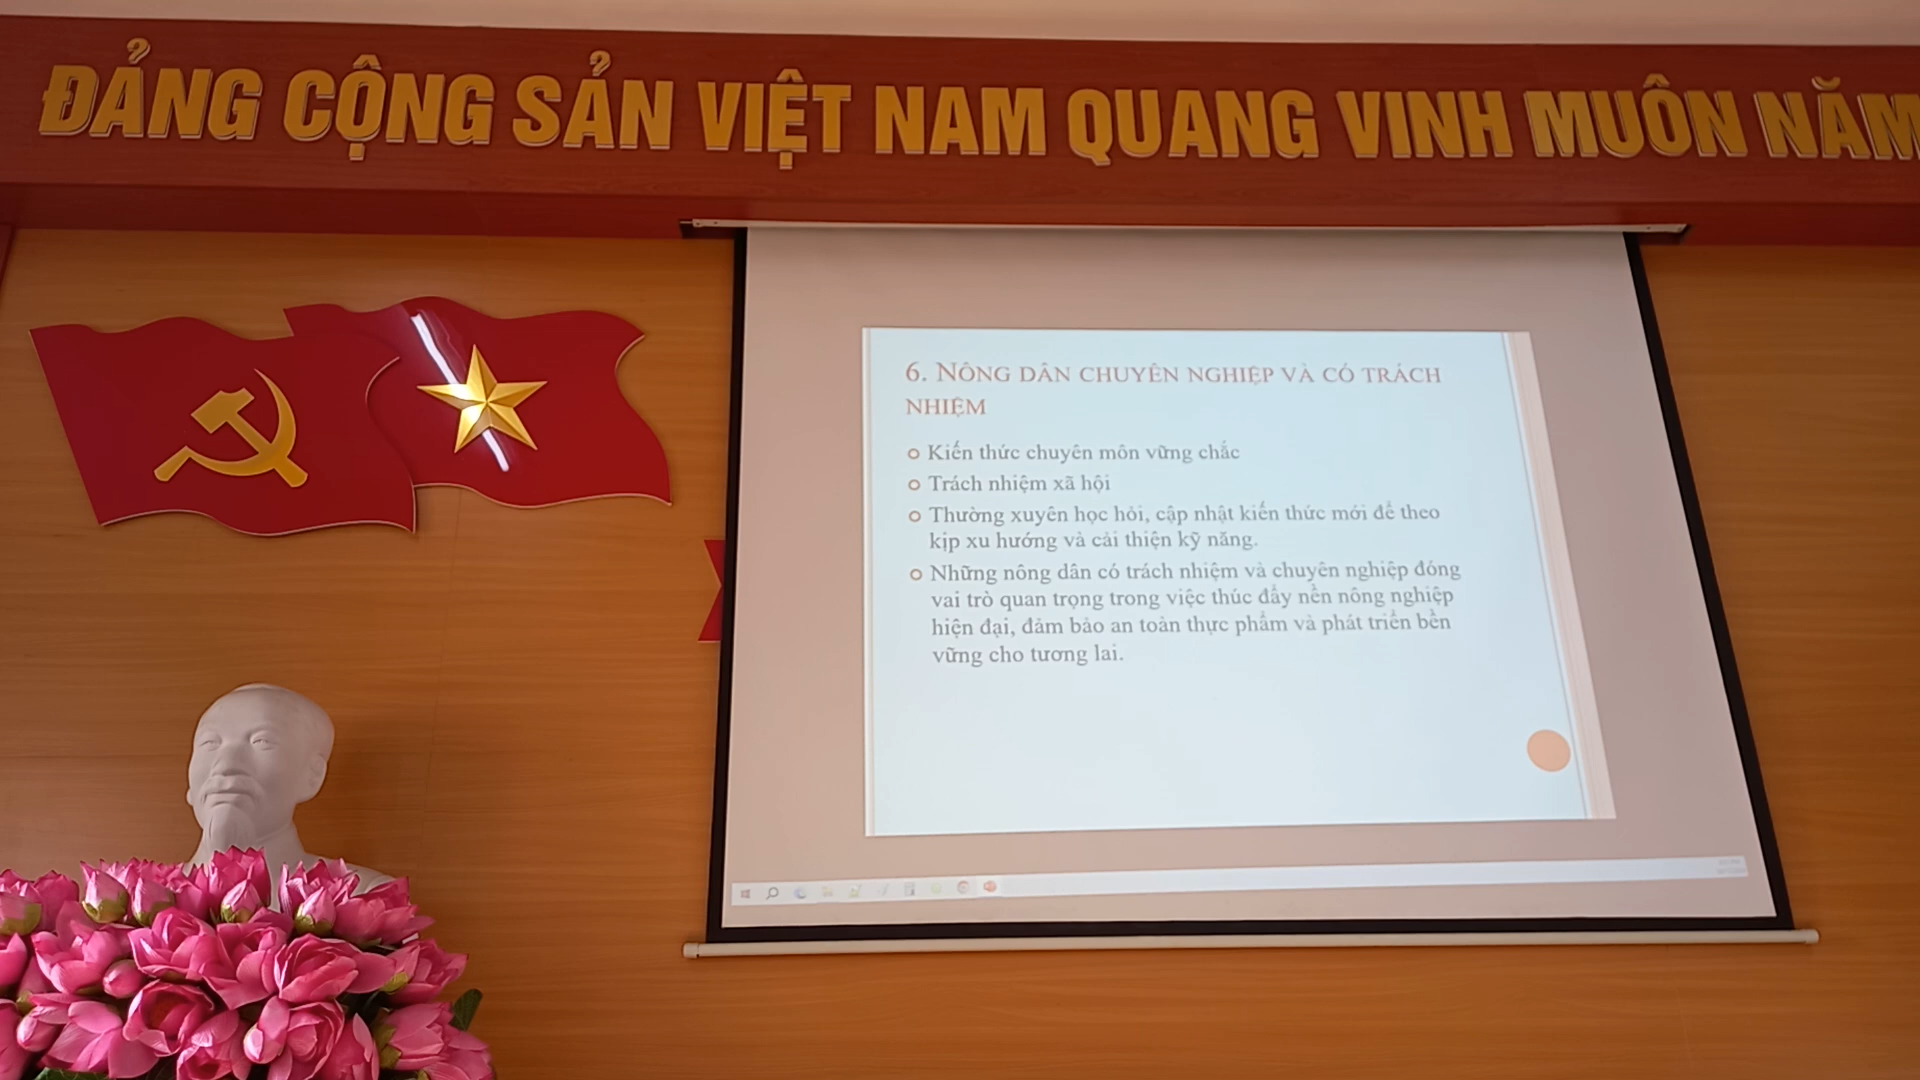 ĐẢNG CỘNG SẢN VIỆT NAM QUANG VINH MUÔN NĂM
6. NÔNG DÂN CHUYÊN NGHIỆP VÀ CÓ TRÁCH
NHIỆM
Kiến thức chuyên môn vững chắc
Trách nhiệm xã hội
Thường xuyên học hỏi, cập nhật kiến thức mới để theo
kịp xu hướng và cải thiện kỹ năng.
Những nông dân có trách nhiệm và chuyên nghiệp đóng
vai trò quan trọng trong việc thúc đẩy nền nông nghiệp
hiện đại, đảm bảo an toàn thực phẩm và phát triển bền
vững cho tương lai.